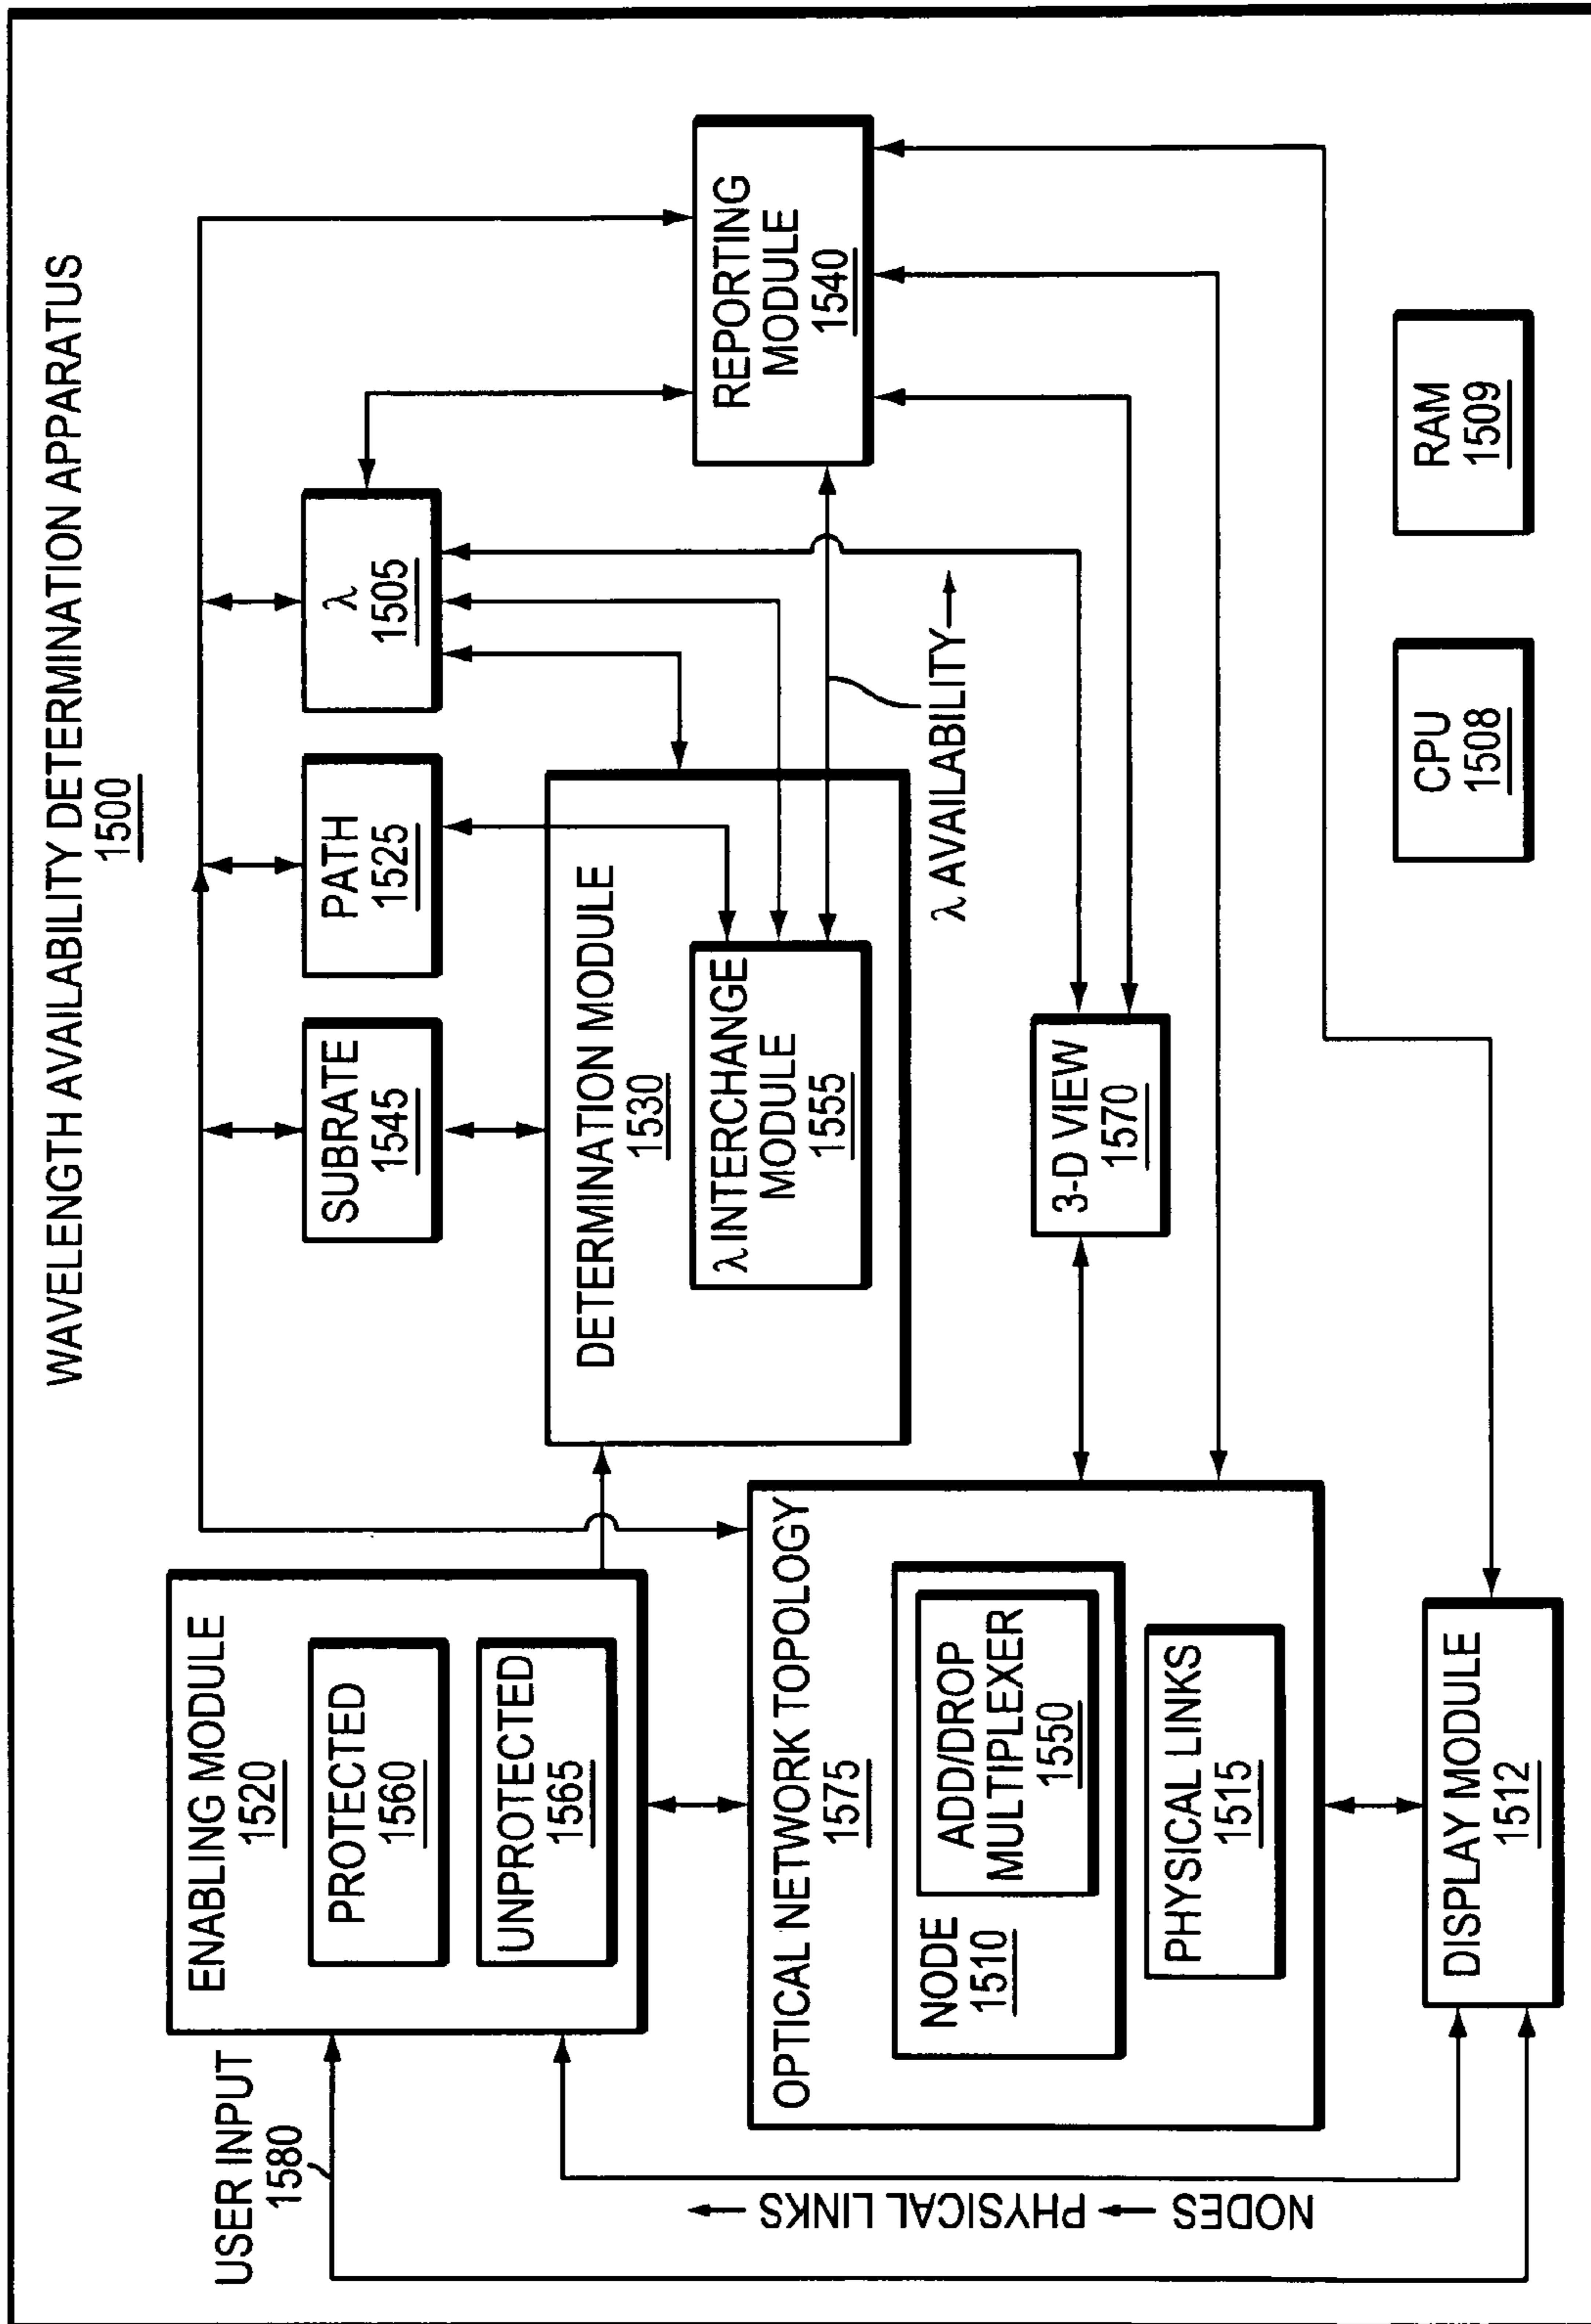 WAVELENGTH AVAILABILITY DETERMINATION APPARATUS
1500
USER INPUT
1580
ENABLING MODULE
1520
PROTECTED
1560
UNPROTECTED
1565
SUBRATE
1545
PATH
1525
λ
1505
DETERMINATION MODULE
1530
λ INTERCHANGE
MODULE
1555
REPORTING
MODULE
1540
λ AVAILABILITY
OPTICAL NETWORK TOPOLOGY
1575
NODE
1510
ADD/DROP
MULTIPLEXER
1550
PHYSICAL LINKS
1515
3-D VIEW
1570
NODES
PHYSICAL LINKS
DISPLAY MODULE
1512
CPU
1508
RAM
1509